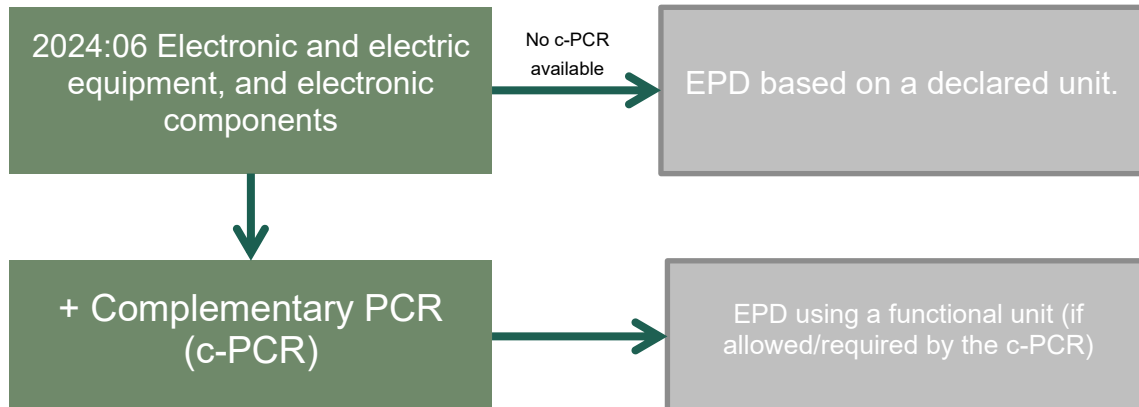 2024:06 Electronic and electric
equipment, and electronic
components
No c-PCR
available
EPD based on a declared unit.
+ Complementary PCR
(c-PCR)
EPD using a functional unit (if
allowed/required by the c-PCR)